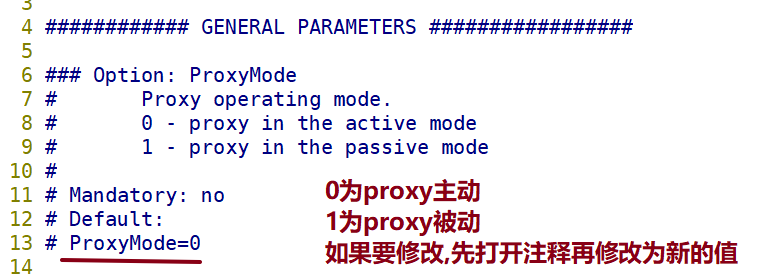 3
4 ############ GENERAL PARAMETERS #################
5
6 ### Option: ProxyMode
7 #       Proxy operating mode.
8 #       0 - proxy in the active mode
9 #       1 - proxy in the passive mode
10 #
11 # Mandatory: no
12 # Default:
13 # ProxyMode=0
14
0为proxy主动
1为proxy被动
如果要修改,先打开注释再修改为新的值